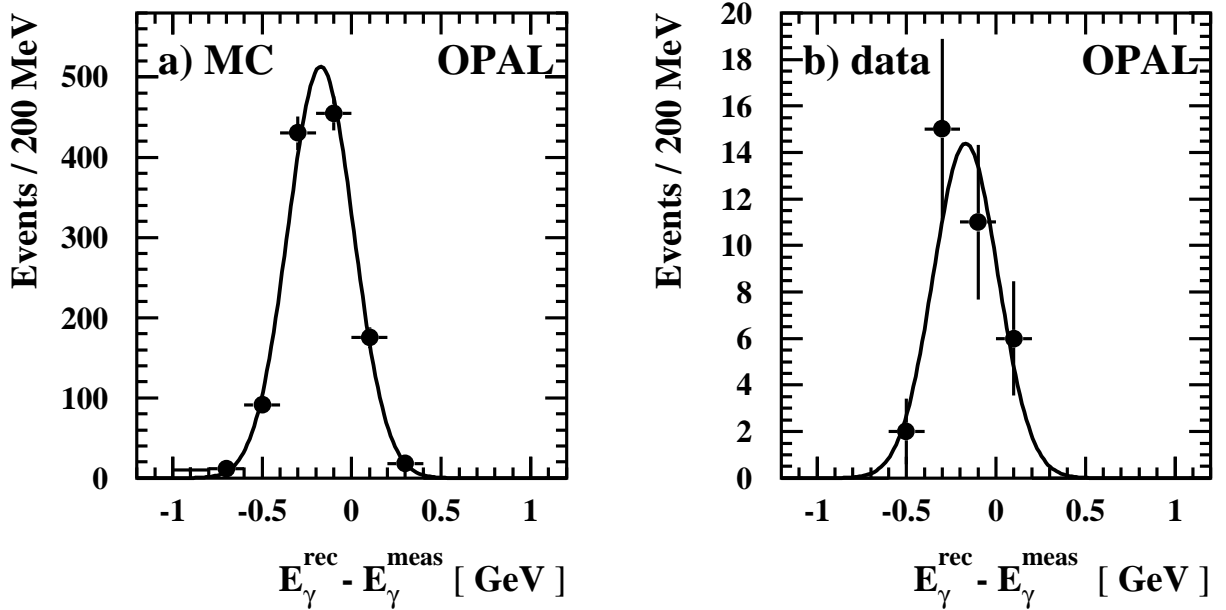 a) MC OPAL
Events / 200 MeV
500
400
300
200
100
0
-1 -0.5 0 0.5 1
E_γ^rec - E_γ^meas [ GeV ]
b) data OPAL
Events / 200 MeV
20
18
16
14
12
10
8
6
4
2
0
-1 -0.5 0 0.5 1
E_γ^rec - E_γ^meas [ GeV ]